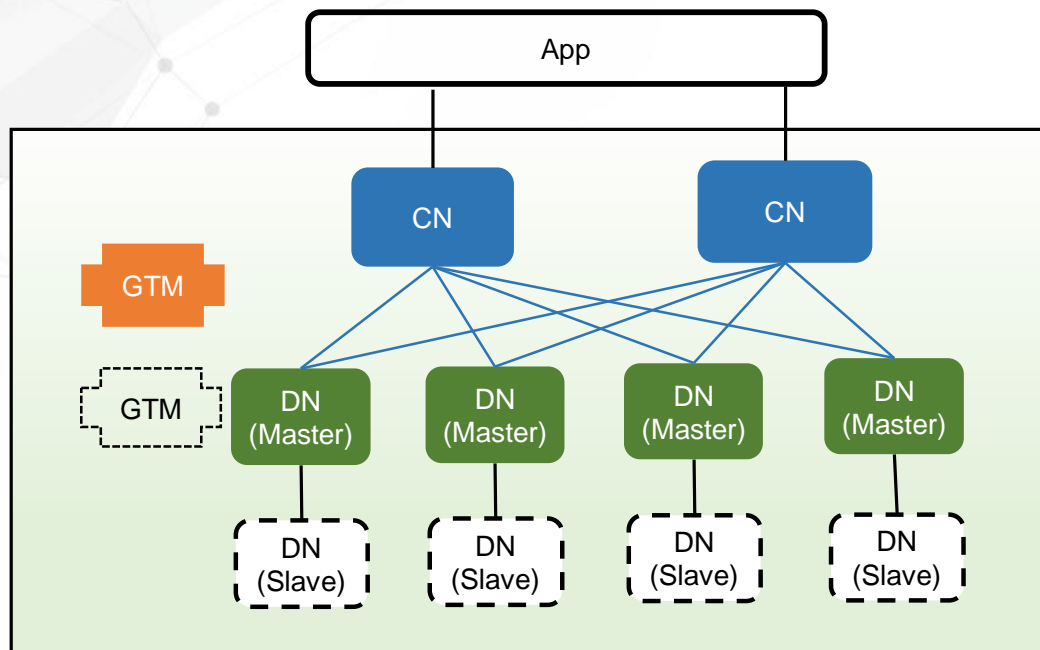 App
CN
CN
GTM
GTM
DN
(Master)
DN
(Master)
DN
(Master)
DN
(Master)
DN
(Slave)
DN
(Slave)
DN
(Slave)
DN
(Slave)